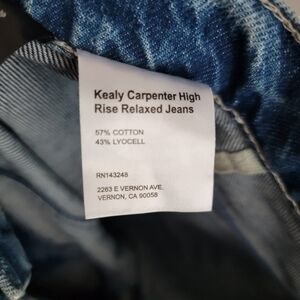 Kealy Carpenter High
Rise Relaxed Jeans
57% COTTON
43% LYOCELL
RN143248
2263 E VERNON AVE.
VERNON, CA 90058